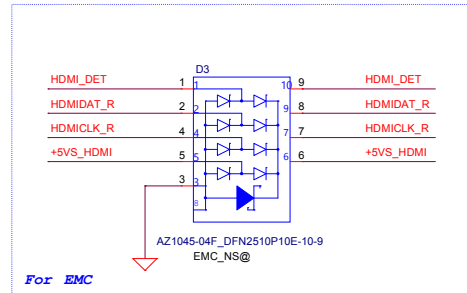 D3
HDMI_DET 1 1 10 9 HDMI_DET
HDMIDAT_R 2 2 9 8 HDMIDAT_R
HDMICLK_R 4 4 7 7 HDMICLK_R
+5VS_HDMI 5 5 6 6 +5VS_HDMI
3 3
8
AZ1045-04F_DFN2510P10E-10-9
EMC_NS@
For EMC